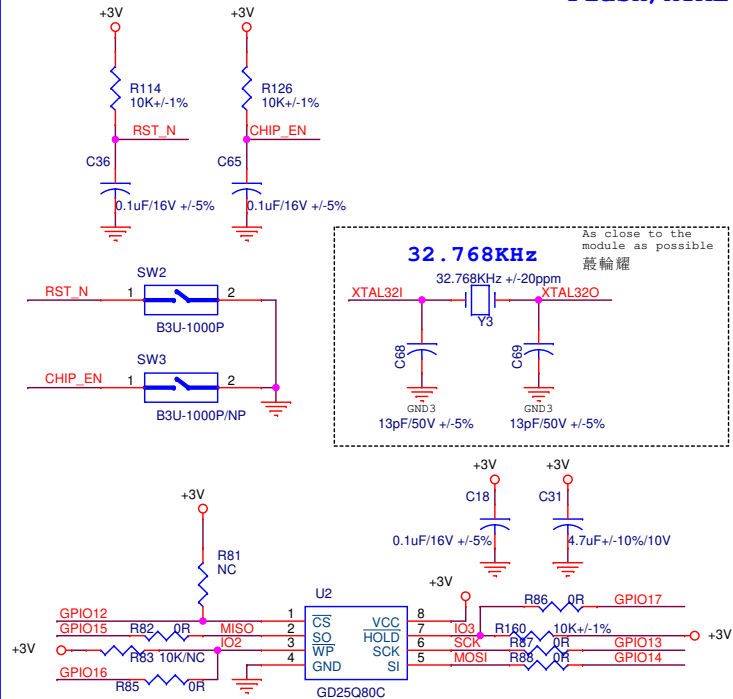 +3V
+3V
R114
10K+/-1%
R126
10K+/-1%
RST_N
CHIP_EN
C36
C65
0.1uF/16V +/-5%
0.1uF/16V +/-5%
As close to the
module as possible
蕞輪耀
32.768KHz
32.768KHz +/-20ppm
SW2
RST_N
1
2
B3U-1000P
XTAL32I
XTAL32O
Y3
C68
C69
SW3
CHIP_EN
1
2
B3U-1000P/NP
GND3
GND3
13pF/50V +/-5%
13pF/50V +/-5%
+3V
+3V
C18
C31
0.1uF/16V +/-5%
4.7uF+/-10%/10V
+3V
R81
NC
+3V
U2
GPIO12
1
CS
VCC
8
R86
0R
GPIO17
GPIO15
R82
0R
MISO
2
SO
HOLD
7
IO3
R160
10K+/-1%
+3V
+3V
R83 10K/NC
IO2
3
WP
SCK
6
SCK
R87
0R
GPIO13
4
GND
SI
5
MOSI
R88
0R
GPIO14
GPIO16
R85
0R
GD25Q80C